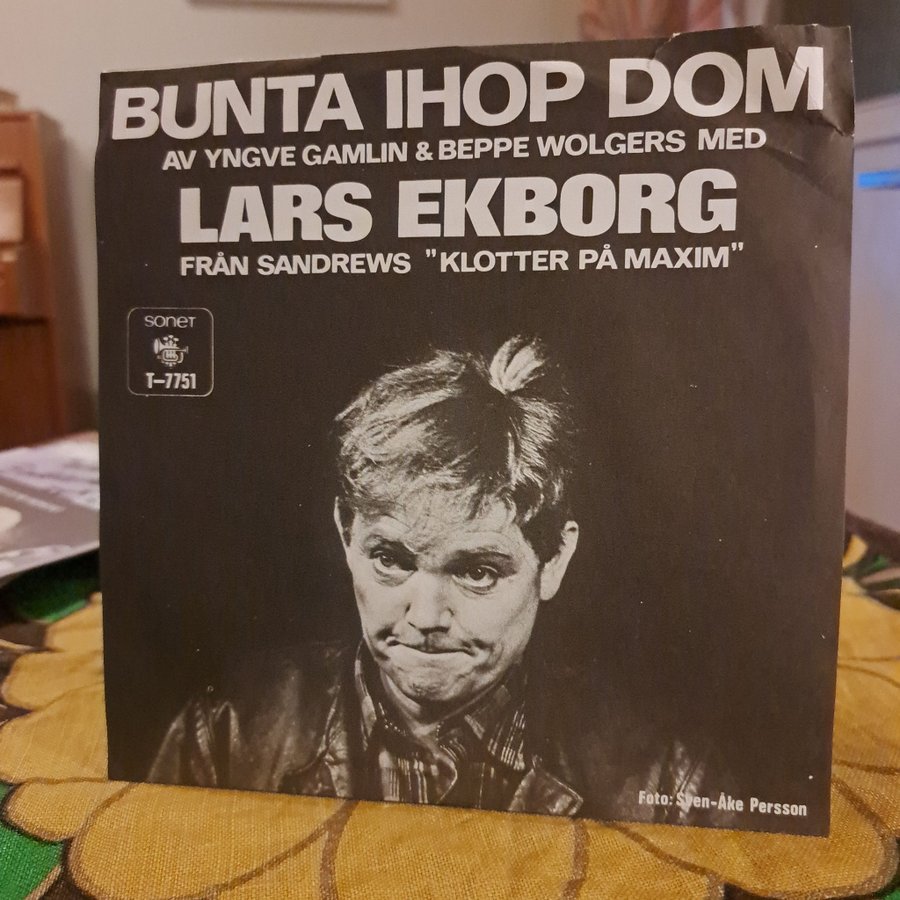 BUNTA IHOP DOM
AV YNGVE GAMLIN & BEPPE WOLGERS MED
LARS EKBORG
FRÅN SANDREWS "KLOTTER PÅ MAXIM"
sonet
T-7751
Foto: Sven-Åke Persson